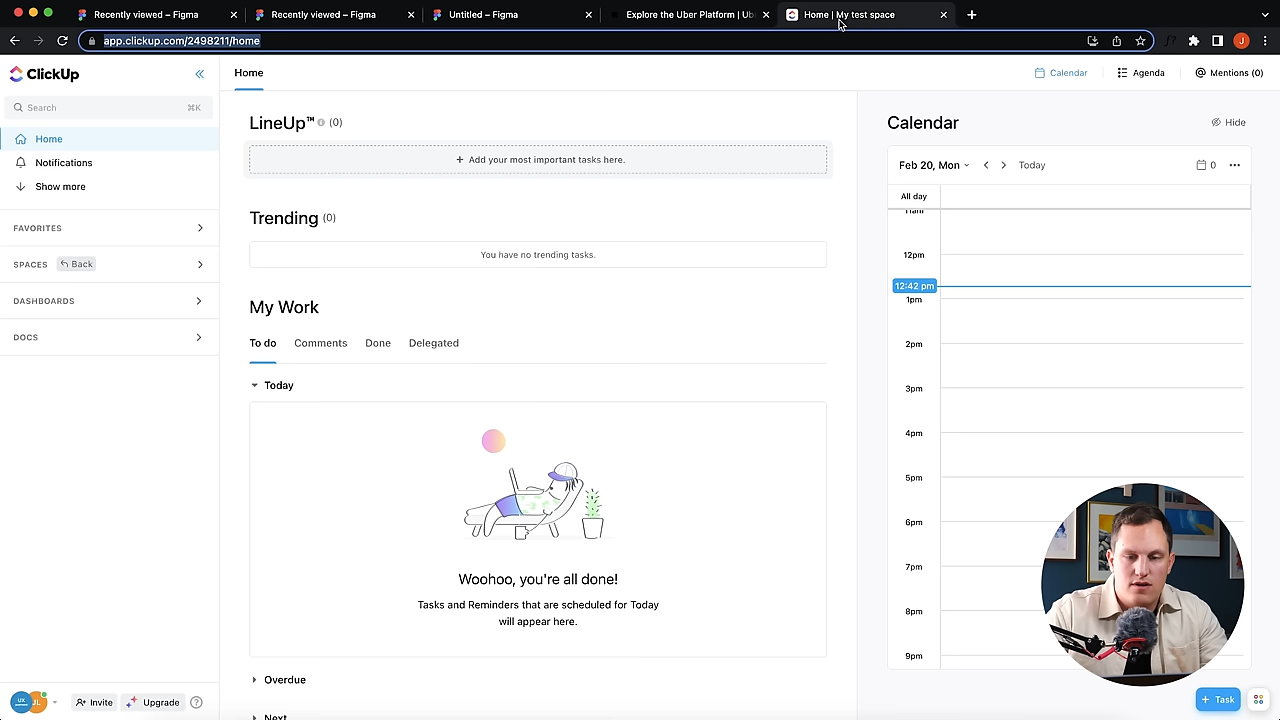 Recently viewed – Figma
Recently viewed – Figma
Untitled – Figma
Explore the Uber Platform | Ub
Home | My test space
app.clickup.com/2498211/home
J
ClickUp
Search
⌘K
Home
Notifications
Show more
FAVORITES
SPACES
Back
DASHBOARDS
DOCS
UX
JL
Invite
Upgrade
Home
Calendar
Agenda
Mentions (0)
LineUp™ (0)
+ Add your most important tasks here.
Trending (0)
You have no trending tasks.
My Work
To do
Comments
Done
Delegated
Today
Woohoo, you're all done!
Tasks and Reminders that are scheduled for Today
will appear here.
Overdue
Next
Calendar
Hide
Feb 20, Mon
Today
0
All day
11am
12pm
12:42 pm
1pm
2pm
3pm
4pm
5pm
6pm
7pm
8pm
9pm
+ Task